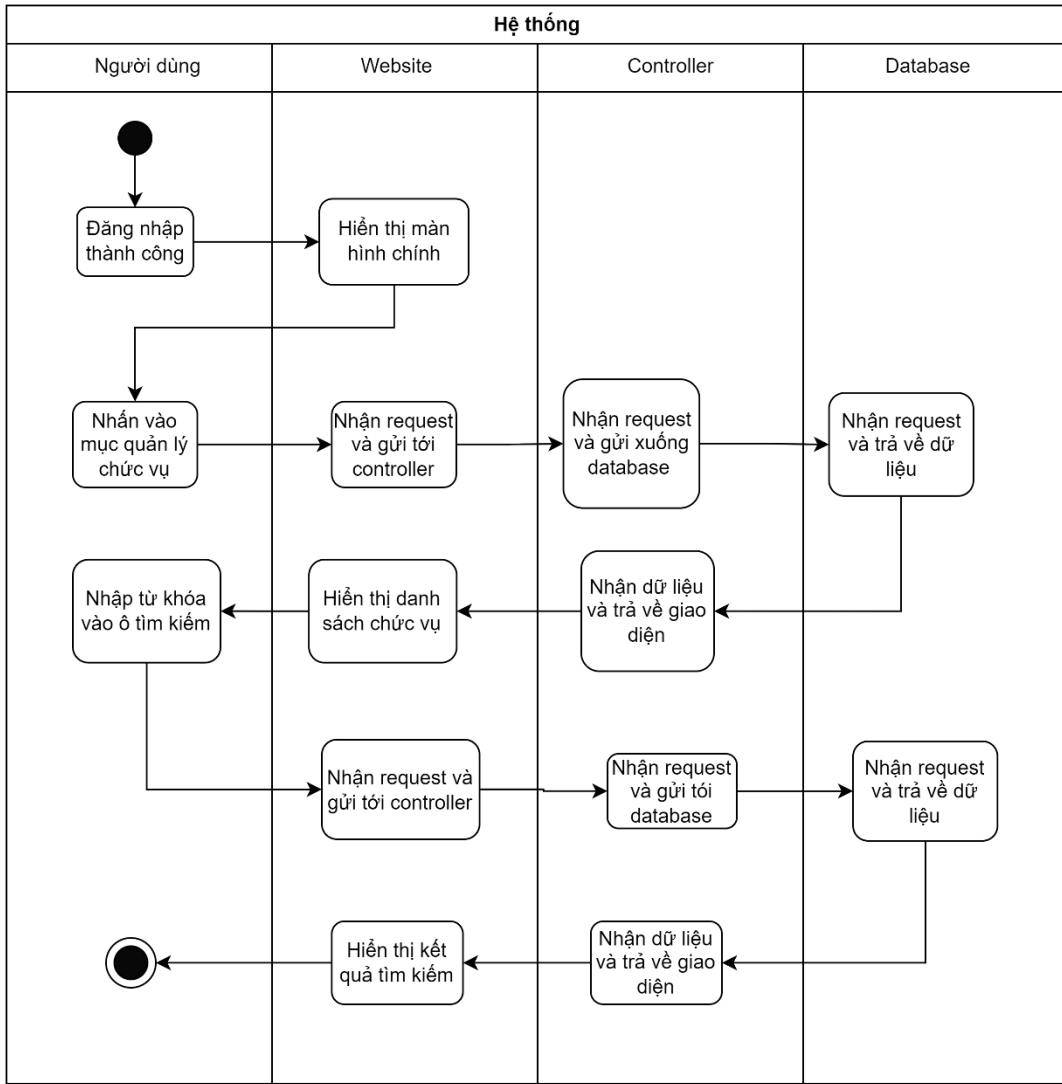 Hệ thống
Người dùng
Website
Controller
Database
Đăng nhập
thành công
Hiển thị màn
hình chính
Nhấn vào
mục quản lý
chức vụ
Nhận request
và gửi tới
controller
Nhận request
và gửi xuống
database
Nhận request
và trả về dữ
liệu
Nhập từ khóa
vào ô tìm kiếm
Hiển thị danh
sách chức vụ
Nhận dữ liệu
và trả về giao
diện
Nhận request và
gửi tới controller
Nhận request
và gửi tói
database
Nhận request
và trả về dữ
liệu
Hiển thị kết
quả tìm kiếm
Nhận dữ liệu
và trả về giao
diện